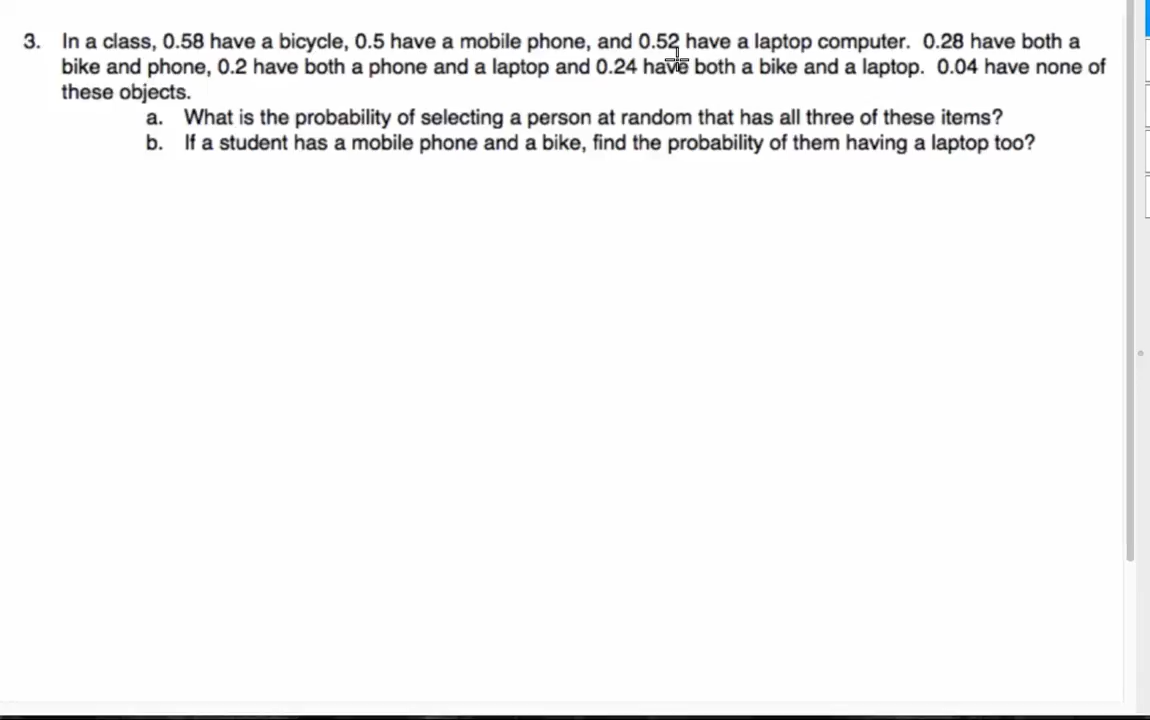 3. In a class, 0.58 have a bicycle, 0.5 have a mobile phone, and 0.52 have a laptop computer. 0.28 have both a
bike and phone, 0.2 have both a phone and a laptop and 0.24 have both a bike and a laptop. 0.04 have none of
these objects.
a. What is the probability of selecting a person at random that has all three of these items?
b. If a student has a mobile phone and a bike, find the probability of them having a laptop too?